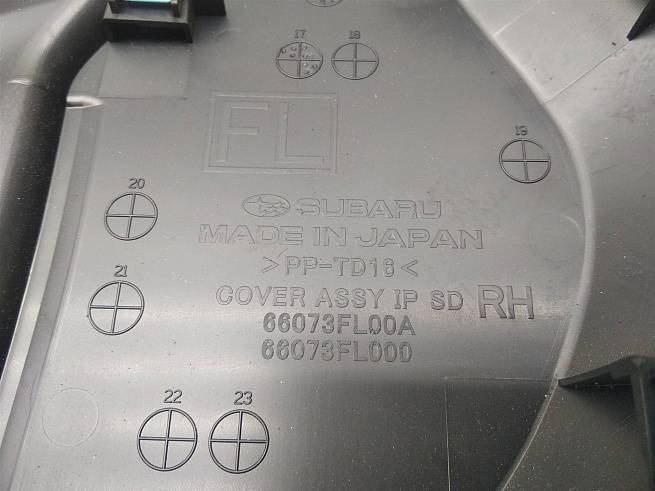 17 18
FL
19
20
SUBARU
MADE IN JAPAN
>PP-TD16<
21
COVER ASSY IP SD RH
66073FL00A
66073FL000
22 23